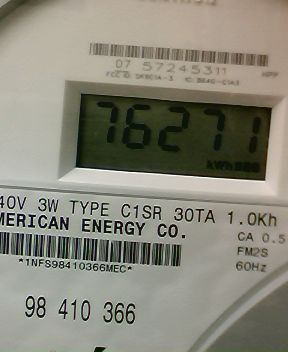 07 57245311
76271
kWh
40V 3W TYPE C1SR 30TA 1.0Kh
MERICAN ENERGY CO.
CA 0.5
*1NFS98410366MEC*
FM2S
60Hz
98 410 366